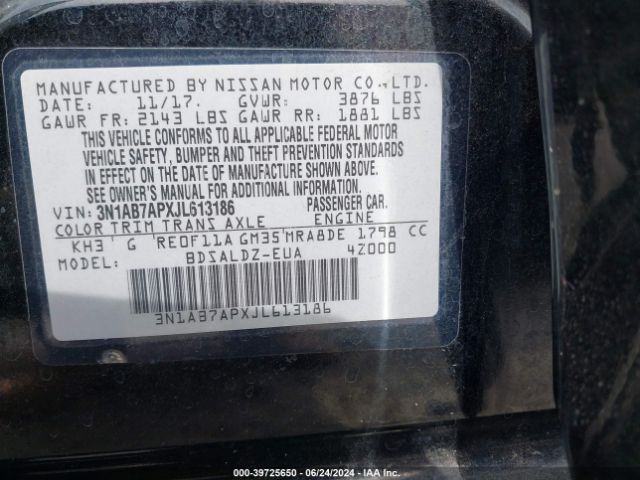 MANUFACTURED BY NISSAN MOTOR CO.,LTD.
DATE: 11/17. GVWR: 3876 LBS
GAWR FR: 2143 LBS GAWR RR: 1881 LBS
THIS VEHICLE CONFORMS TO ALL APPLICABLE FEDERAL MOTOR
VEHICLE SAFETY, BUMPER AND THEFT PREVENTION STANDARDS
IN EFFECT ON THE DATE OF MANUFACTURE SHOWN ABOVE.
SEE OWNER'S MANUAL FOR ADDITIONAL INFORMATION.
VIN: 3N1AB7APXJL613186 PASSENGER CAR.
COLOR TRIM TRANS AXLE ENGINE
KH3 G RE0F11A GM35 MRA8DE 1798 CC
MODEL: BDSALDZ-EUA 4Z000
3N1AB7APXJL613186
000-39725650 - 06/24/2024 - IAA Inc.